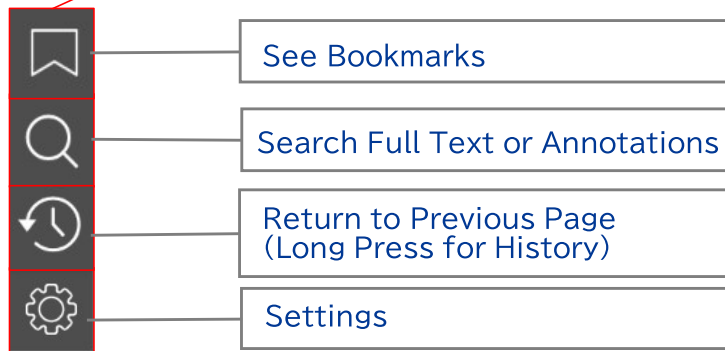 See Bookmarks
Search Full Text or Annotations
Return to Previous Page
(Long Press for History)
Settings